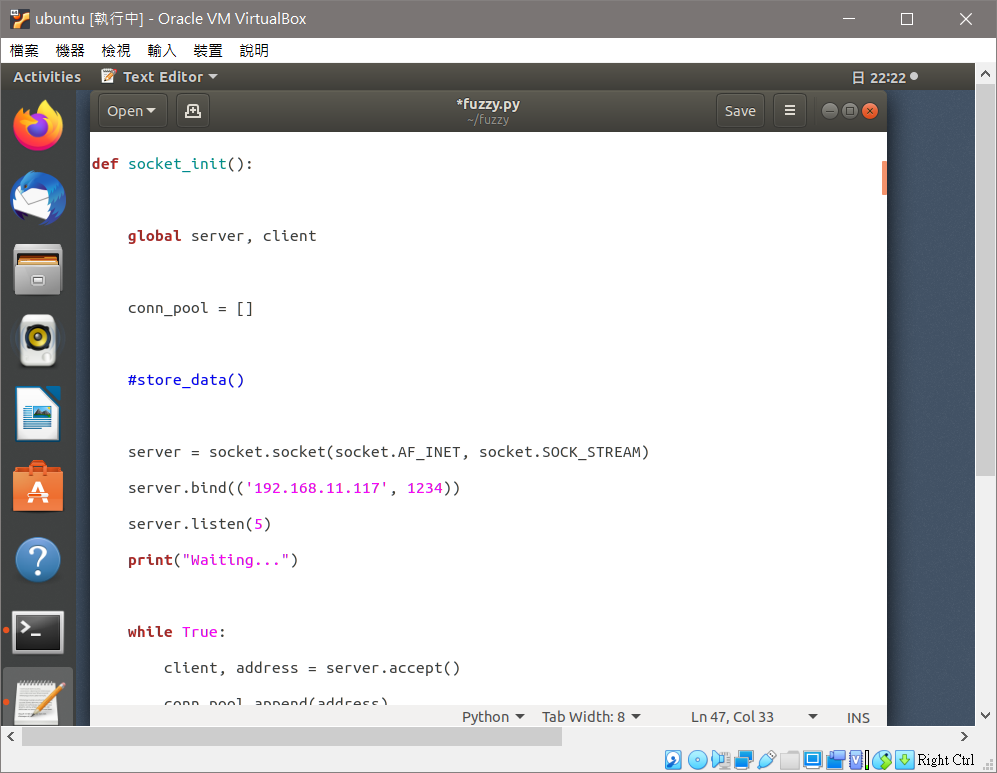 ubuntu [執行中] - Oracle VM VirtualBox
檔案 機器 檢視 輸入 裝置 說明
Activities Text Editor 日 22:22
Open *fuzzy.py Save
~/fuzzy
def socket_init():
global server, client
conn_pool = []
#store_data()
server = socket.socket(socket.AF_INET, socket.SOCK_STREAM)
server.bind(('192.168.11.117', 1234))
server.listen(5)
print("Waiting...")
while True:
client, address = server.accept()
conn_pool.append(address)
Python Tab Width: 8 Ln 47, Col 33 INS
Right Ctrl